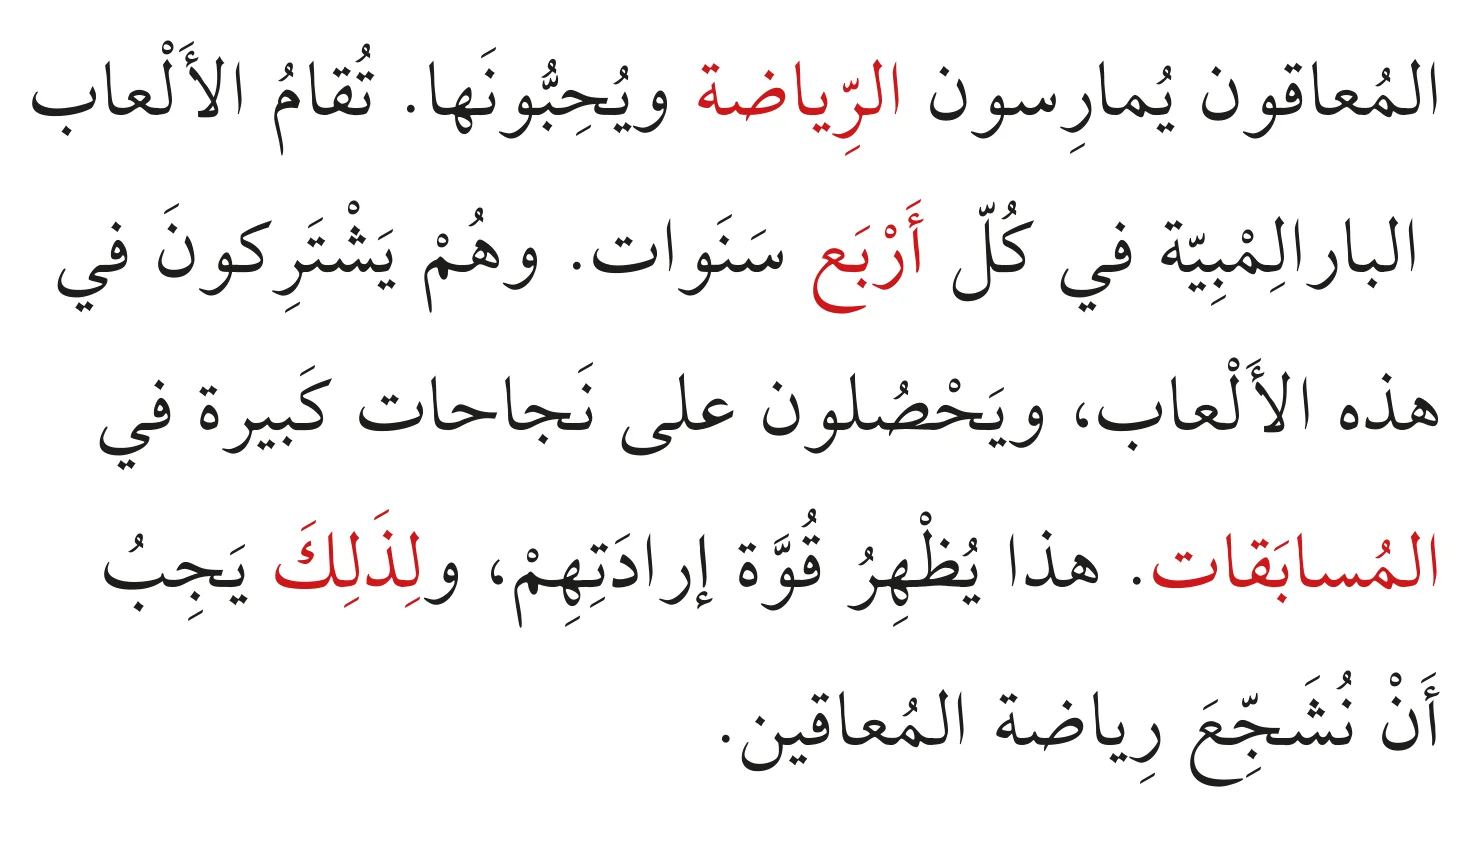 المُعاقون يُمارِسون الرِّياضة ويُحِبُّونَها. تُقامُ الأَلْعاب
البارالِمْبِيّة في كُلّ أَرْبَع سَنَوات. وهُمْ يَشْتَرِكونَ في
هذه الأَلْعاب، ويَحْصُلون على نَجاحات كَبيرة في
المُسابَقات. هذا يُظْهِرُ قُوَّة إرادَتِهِمْ، ولِذَلِكَ يَجِبُ
أَنْ نُشَجِّعَ رِياضة المُعاقين.